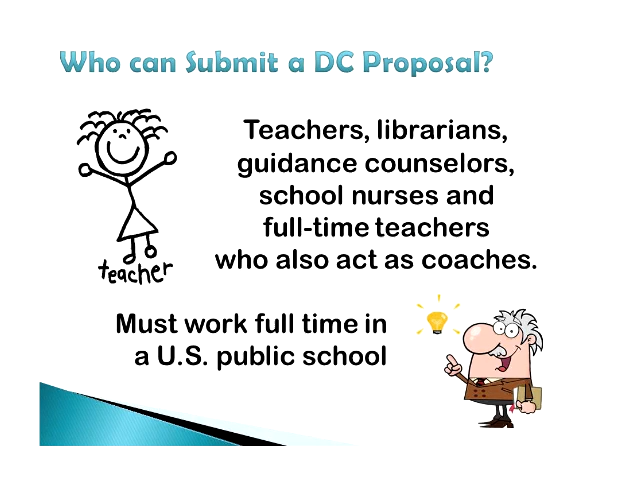 Who can Submit a DC Proposal?
Teachers, librarians,
guidance counselors,
school nurses and
full-time teachers
who also act as coaches.
teacher
Must work full time in
a U.S. public school